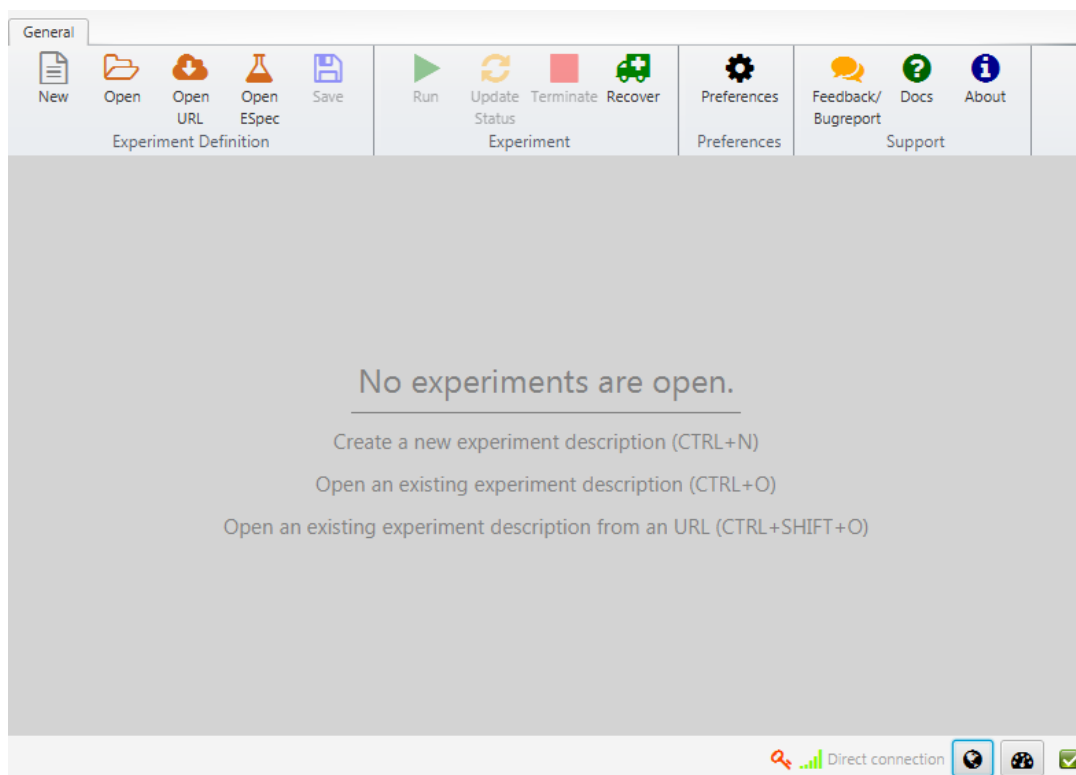 General
New Open Open URL Open ESpec Save
Experiment Definition
Run Update Status Terminate Recover
Experiment
Preferences
Preferences
Feedback/ Bugreport Docs About
Support
No experiments are open.
Create a new experiment description (CTRL+N)
Open an existing experiment description (CTRL+O)
Open an existing experiment description from an URL (CTRL+SHIFT+O)
Direct connection